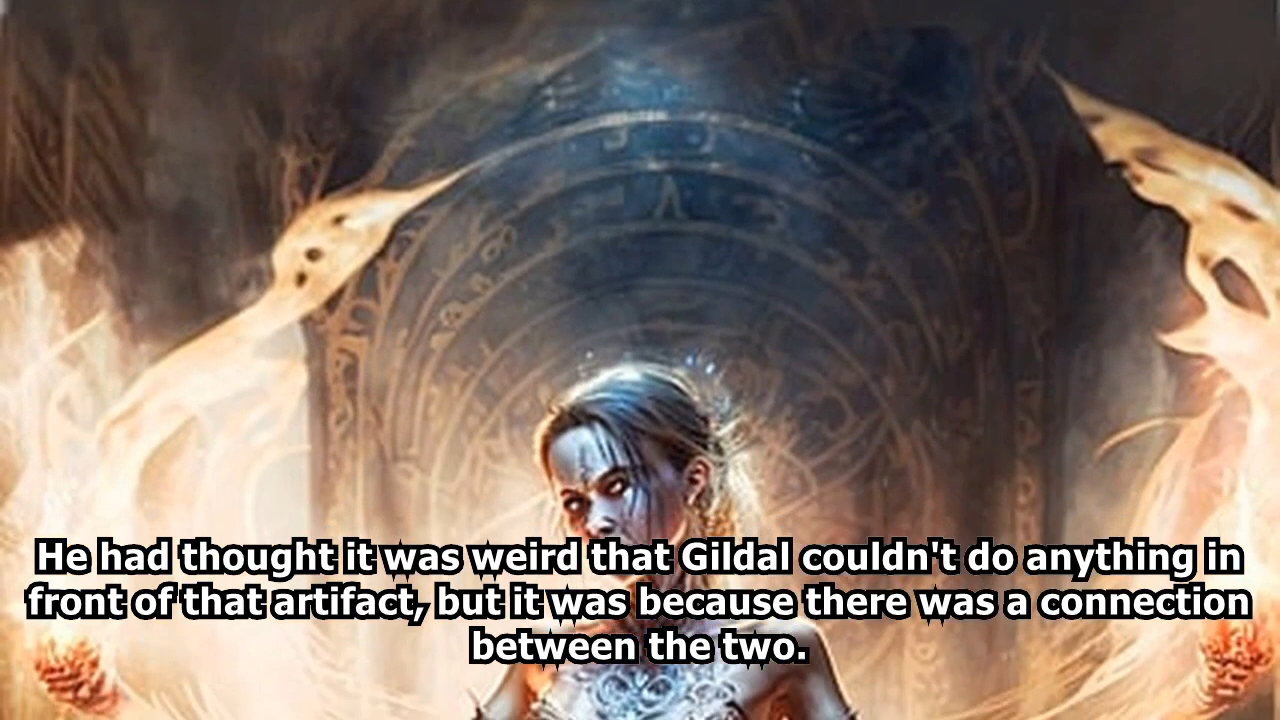 He had thought it was weird that Gildal couldn't do anything in
front of that artifact, but it was because there was a connection
between the two.